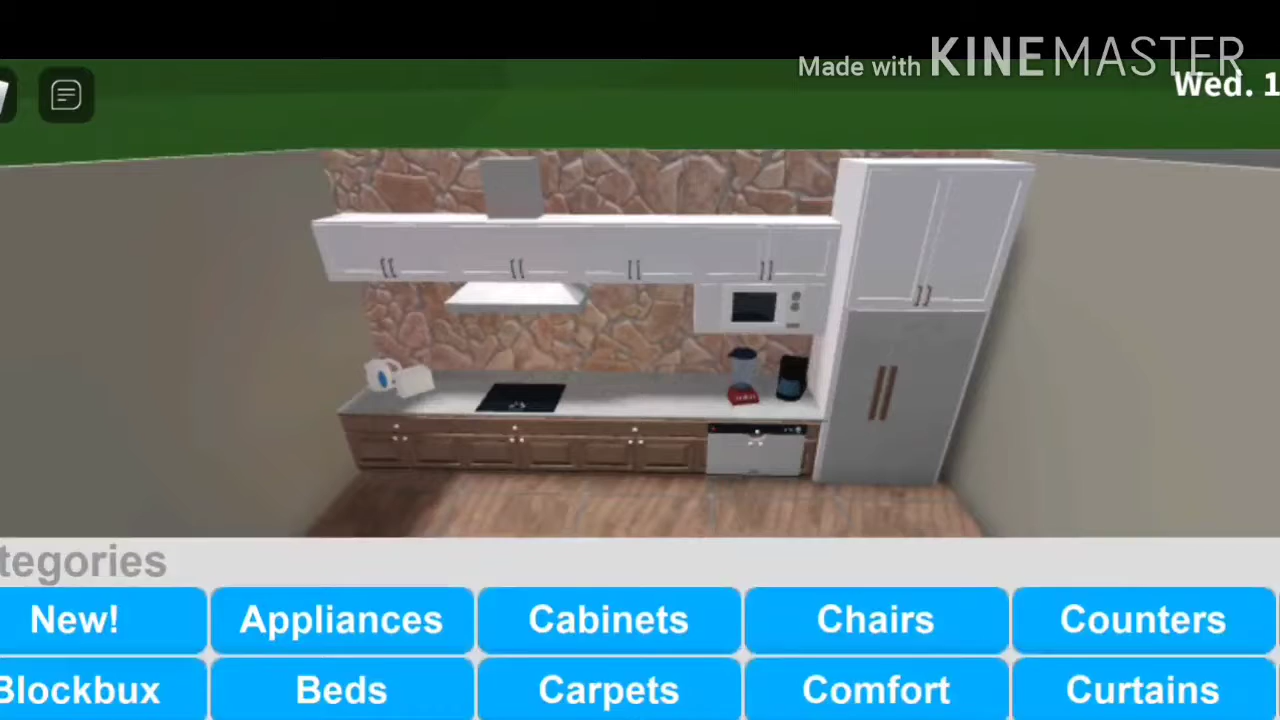 Made with KINEMASTER
Wed. 1
tegories
New! Appliances Cabinets Chairs Counters
Blockbux Beds Carpets Comfort Curtains